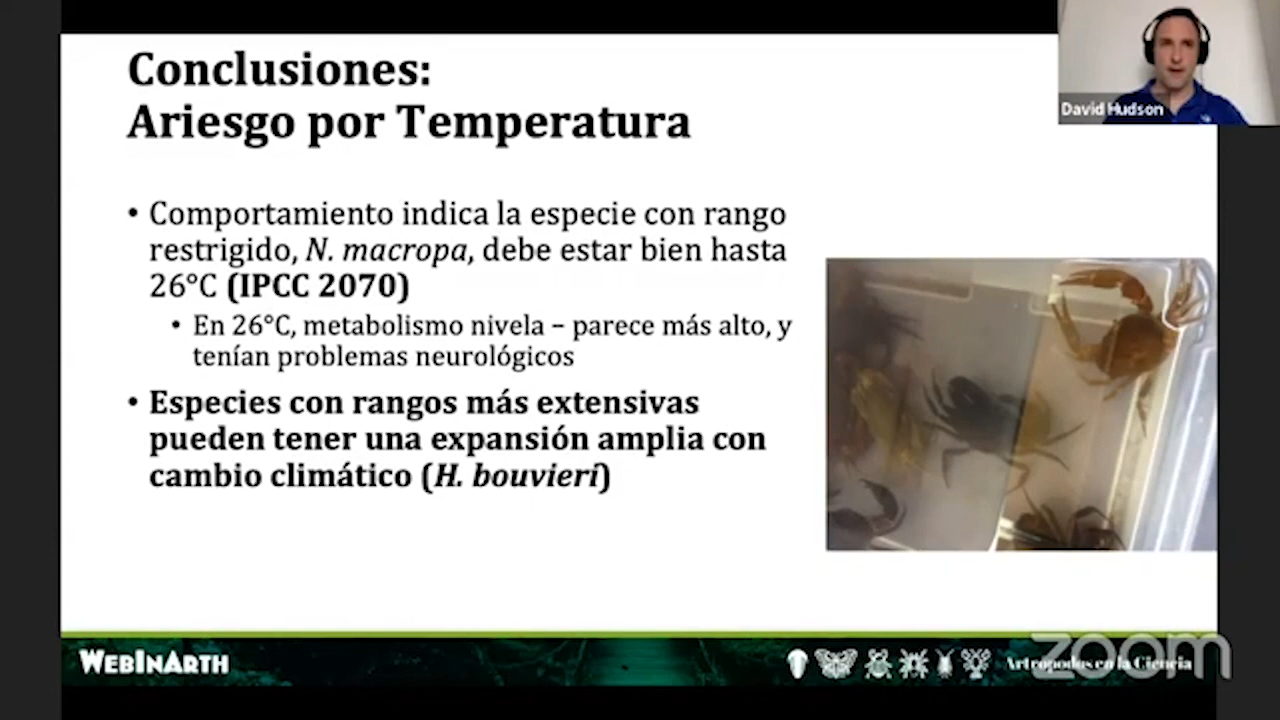 Conclusiones:
Ariesgo por Temperatura
David Hudson
• Comportamiento indica la especie con rango
restrigido, N. macropa, debe estar bien hasta
26°C (IPCC 2070)
• En 26°C, metabolismo nivela – parece más alto, y
tenían problemas neurológicos
• Especies con rangos más extensivas
pueden tener una expansión amplia con
cambio climático (H. bouvieri)
WEBINARTH
Artrópodos en la Ciencia
zoom